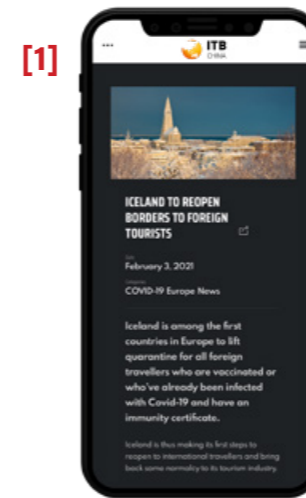 [1]
ITB
CHINA
ICELAND TO REOPEN
BORDERS TO FOREIGN
TOURISTS
February 3, 2021
COVID-19 Europe News
Iceland is among the first
countries in Europe to lift
quarantine for all foreign
travellers who are vaccinated or
who've already been infected
with Covid-19 and have an
immunity certificate.
Iceland is thus making its first steps to
reopen to international travellers and bring
back some normality to its tourism industry.